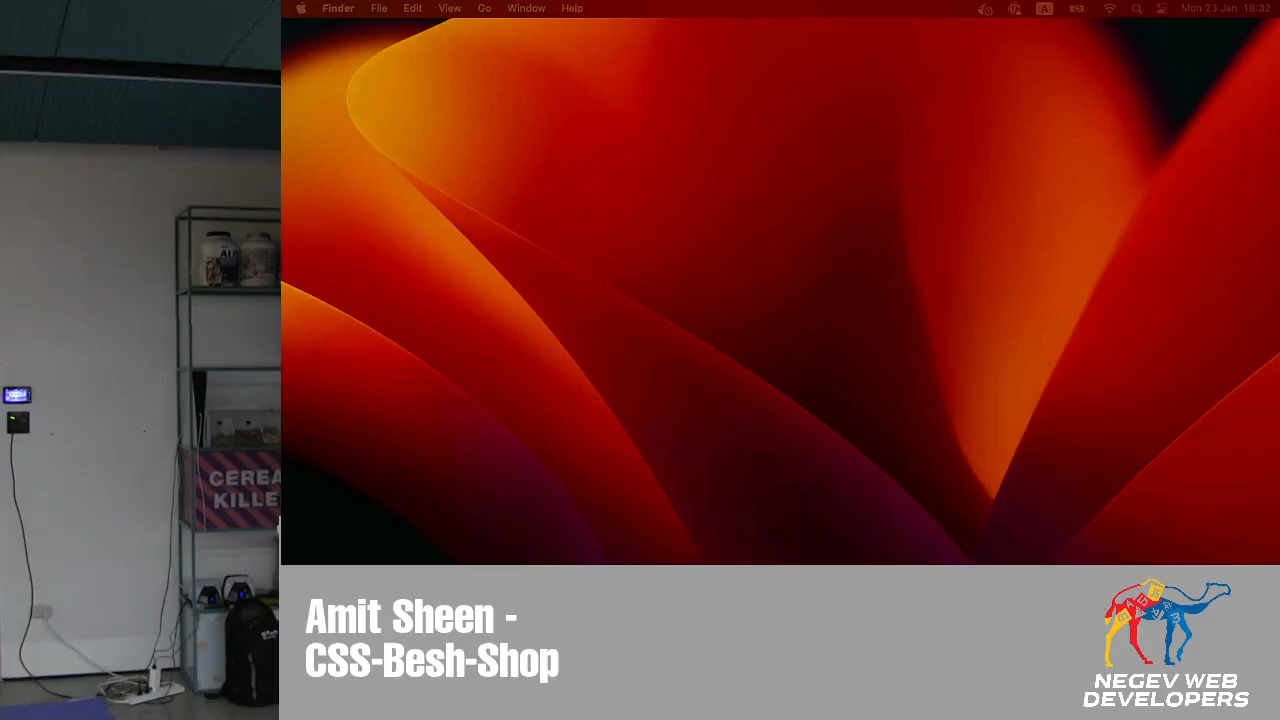 Finder File Edit View Go Window Help
A
Mon 23 Jan 18:32
CEREA
KILLE
Amit Sheen -
CSS-Besh-Shop
NEGEV WEB
DEVELOPERS